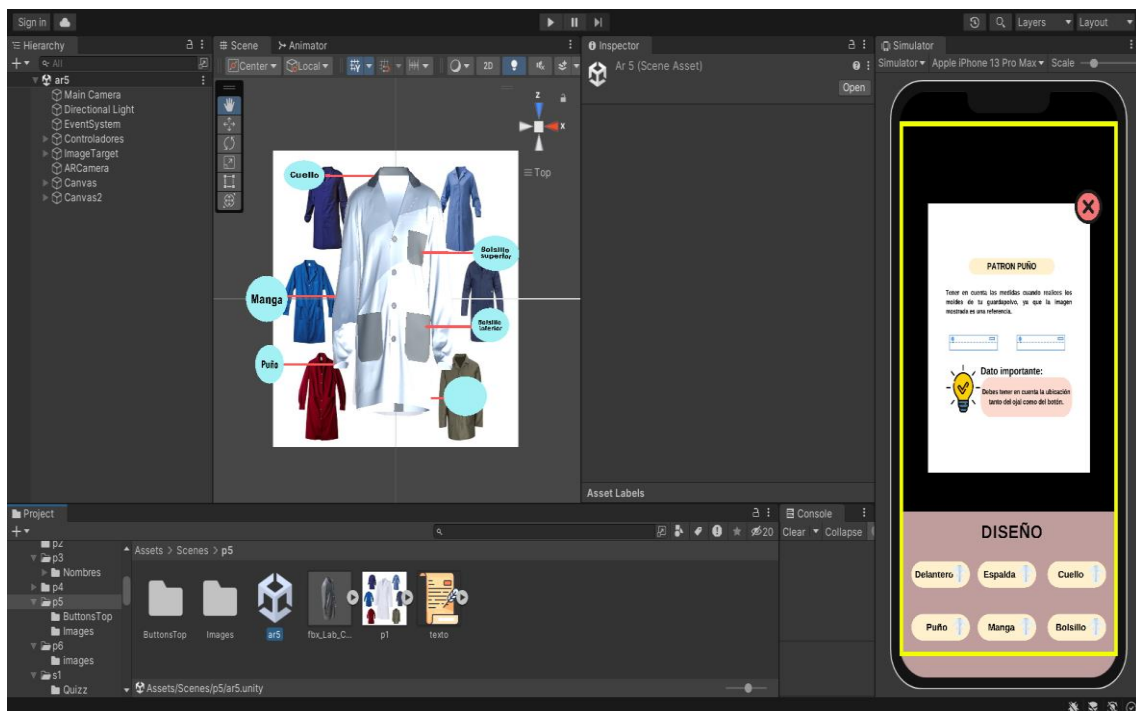 Sign in
Layers
Layout
Hierarchy
Scene
Animator
Inspector
Simulator
All
Center
Local
2D
Ar 5 (Scene Asset)
Open
Simulator Apple iPhone 13 Pro Max Scale
ar5
Main Camera
Directional Light
EventSystem
Controladores
ImageTarget
ARCamera
Canvas
Canvas2
z
x
Top
Cuello
Bolsillo
superior
Manga
Bolsillo
inferior
Puño
Asset Labels
PATRON PUÑO
Tener en cuenta las medidas cuando realices los
moldes de tu guardapolvo, ya que la imagen
mostrada es una referencia.
Dato importante:
Debes tener en cuenta la ubicación
tanto del ojal como del botón.
DISEÑO
Delantero
Espalda
Cuello
Puño
Manga
Bolsillo
Project
Console
20
Clear
Collapse
p2
p3
Nombres
p4
p5
ButtonsTop
Images
p6
images
s1
Quizz
Assets > Scenes > p5
ButtonsTop
Images
ar5
fbx_Lab_C...
p1
texto
Assets/Scenes/p5/ar5.unity